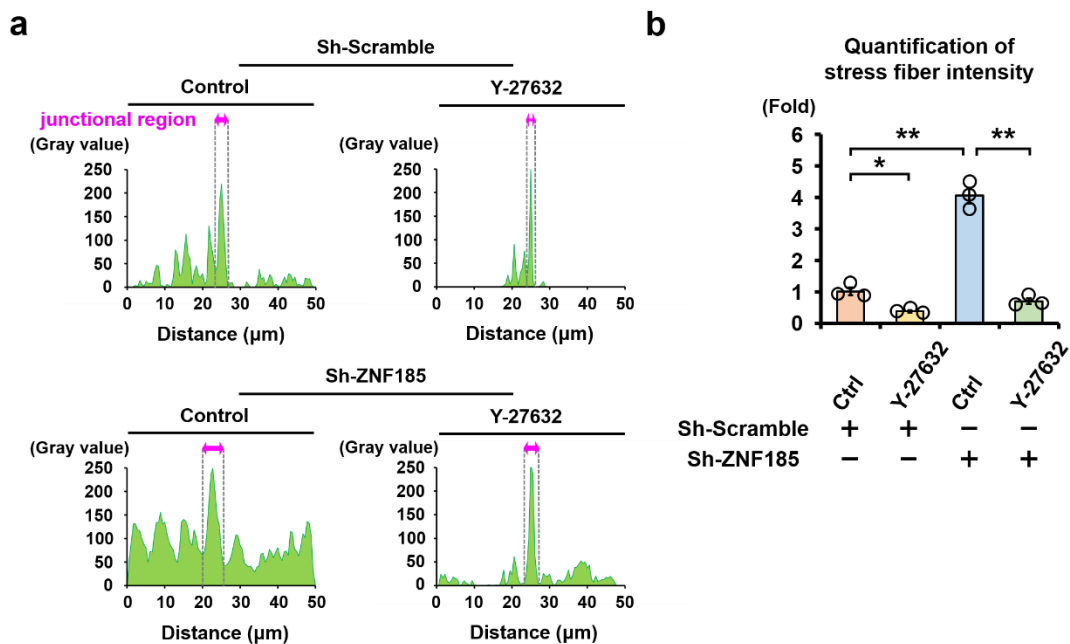 a
Sh-Scramble
Control
Y-27632
junctional region
(Gray value)
(Gray value)
250
200
150
100
50
0
0 10 20 30 40 50
Distance (µm)
250
200
150
100
50
0
0 10 20 30 40 50
Distance (µm)
Sh-ZNF185
Control
Y-27632
(Gray value)
(Gray value)
250
200
150
100
50
0
0 10 20 30 40 50
Distance (µm)
250
200
150
100
50
0
0 10 20 30 40 50
Distance (µm)
b
Quantification of
stress fiber intensity
(Fold)
6
5
4
3
2
1
0
** **
*
Ctrl Y-27632 Ctrl Y-27632
Sh-Scramble + + − −
Sh-ZNF185 − − + +